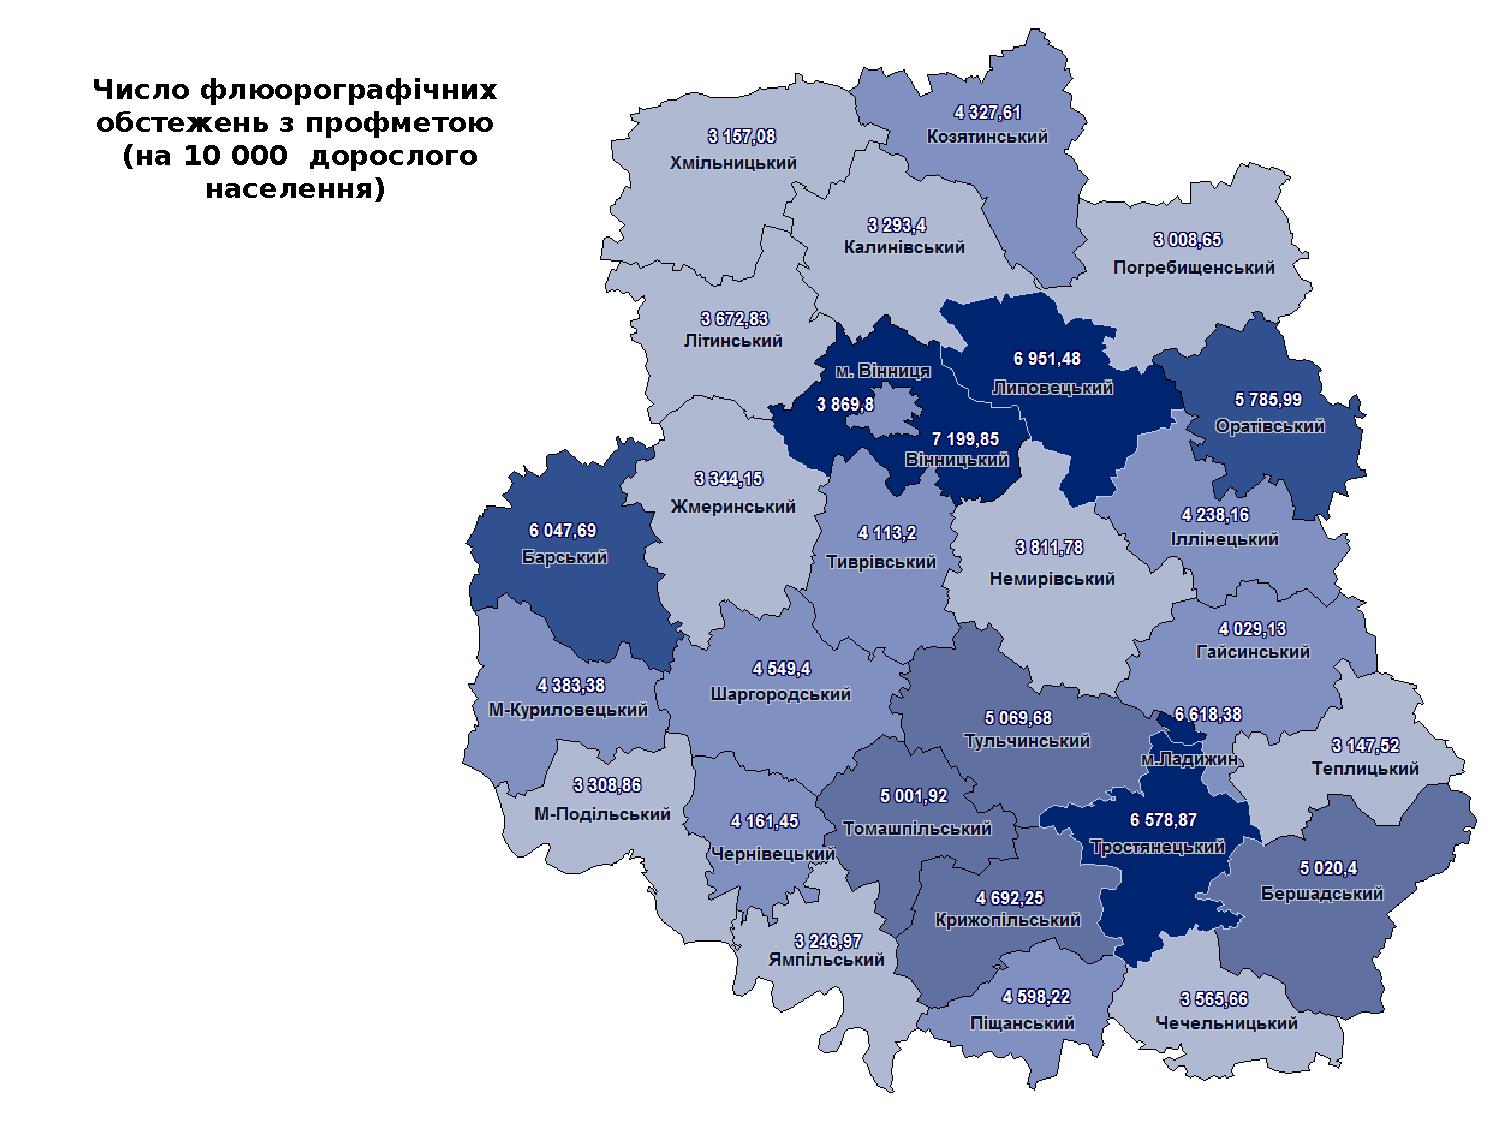 Число флюорографічних
обстежень з профметою
(на 10 000 дорослого
населення)
4 327,61
Козятинський
3 157,08
Хмільницький
3 293,4
Калинівський
3 008,65
Погребищенський
3 672,83
Літинський
6 951,48
Липовецький
м. Вінниця
3 869,8
5 785,99
Оратівський
7 199,85
Вінницький
3 344,15
Жмеринський
6 047,69
Барський
4 113,2
Тиврівський
3 811,78
Немирівський
4 238,16
Іллінецький
4 029,13
Гайсинський
4 549,4
Шаргородський
4 383,38
М-Куриловецький
5 069,68
Тульчинський
6 618,38
м.Ладижин
3 147,52
Теплицький
3 308,86
М-Подільський
4 161,45
Чернівецький
5 001,92
Томашпільський
6 578,87
Тростянецький
5 020,4
Бершадський
4 692,25
Крижопільський
3 246,97
Ямпільський
4 598,22
Піщанський
3 565,66
Чечельницький